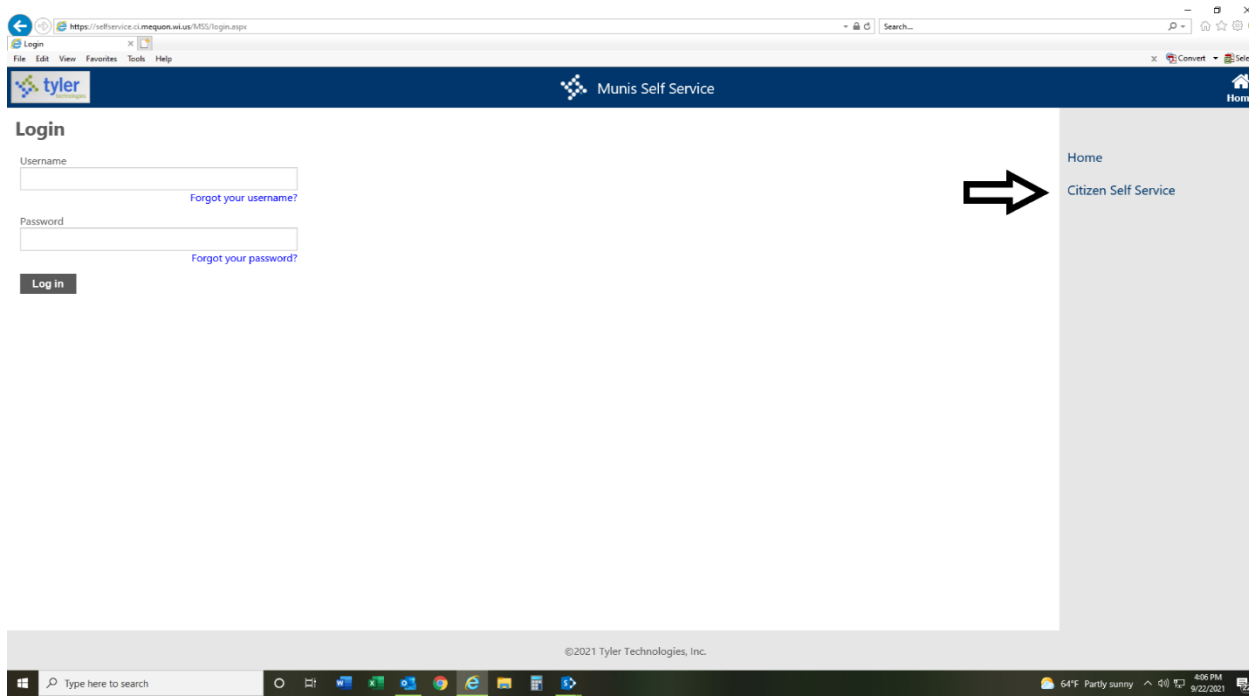 https://selfservice.ci.mequon.wi.us/MSS/login.aspx
Search...
Login
File Edit View Favorites Tools Help
x Convert
tyler
technologies
Munis Self Service
Hom
Login
Home
Username
Citizen Self Service
Forgot your username?
Password
Forgot your password?
Log in
©2021 Tyler Technologies, Inc.
Type here to search
64°F Partly sunny
4:06 PM
9/22/2021